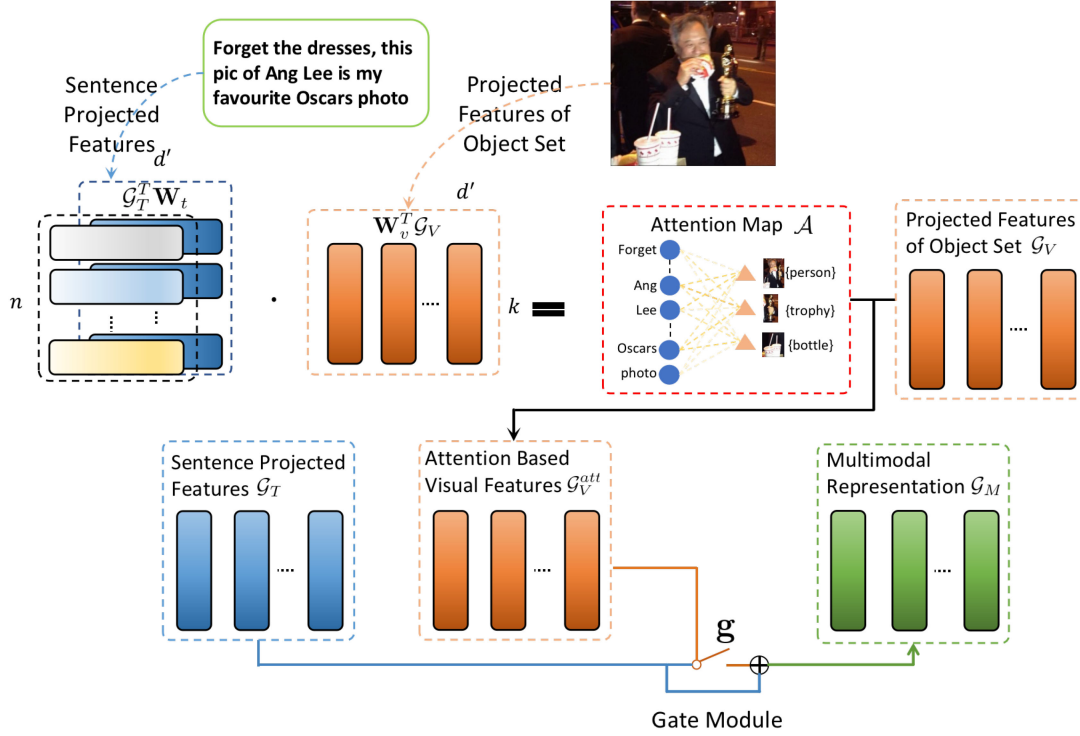 Forget the dresses, this
pic of Ang Lee is my
favourite Oscars photo
Sentence
Projected
Features
Projected
Features of
Object Set
d′
𝒢_T^T 𝐖_t
n
·
d′
𝐖_v^T 𝒢_V
k
=
Attention Map 𝒜
Forget
Ang
Lee
Oscars
photo
{person}
{trophy}
{bottle}
Projected Features
of Object Set 𝒢_V
Sentence Projected
Features 𝒢_T
Attention Based
Visual Features 𝒢_V^{att}
Multimodal
Representation 𝒢_M
𝐠
Gate Module